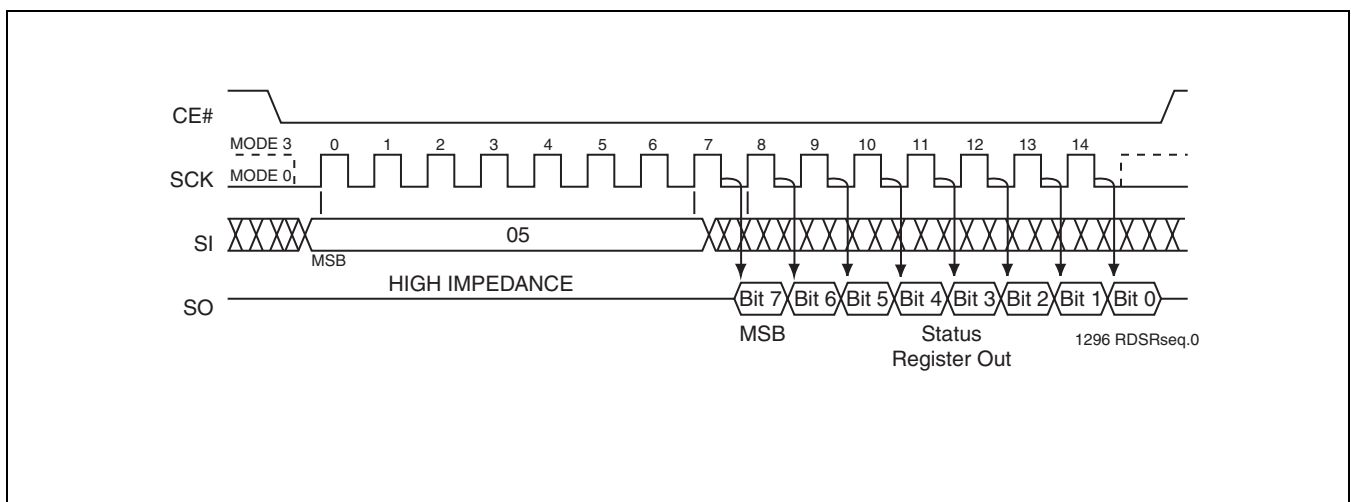 CE#
MODE 3
0 1 2 3 4 5 6 7 8 9 10 11 12 13 14
SCK
MODE 0
SI
05
MSB
HIGH IMPEDANCE
SO
Bit 7 Bit 6 Bit 5 Bit 4 Bit 3 Bit 2 Bit 1 Bit 0
MSB
Status
Register Out
1296 RDSRseq.0